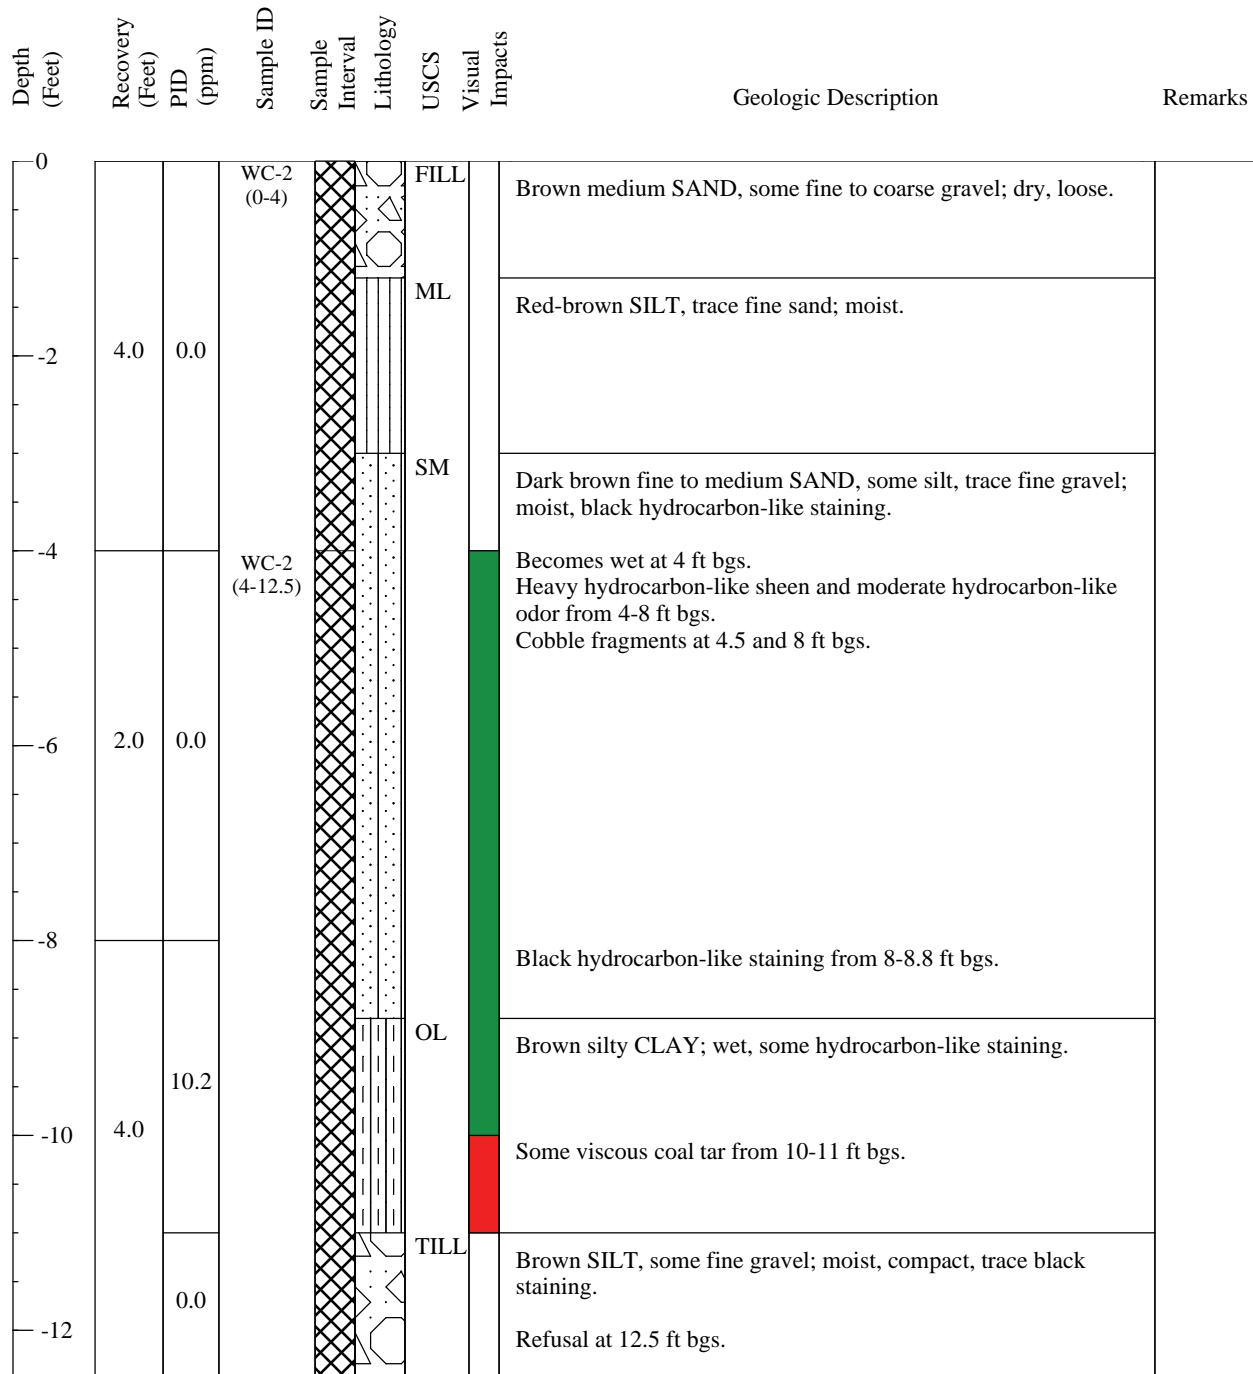 Depth
(Feet)
Recovery
(Feet)
PID
(ppm)
Sample ID
Sample
Interval
Lithology
USCS
Visual
Impacts
Geologic Description
Remarks
0
WC-2
(0-4)
FILL
Brown medium SAND, some fine to coarse gravel; dry, loose.
ML
Red-brown SILT, trace fine sand; moist.
-2
4.0
0.0
SM
Dark brown fine to medium SAND, some silt, trace fine gravel;
moist, black hydrocarbon-like staining.
-4
WC-2
(4-12.5)
Becomes wet at 4 ft bgs.
Heavy hydrocarbon-like sheen and moderate hydrocarbon-like
odor from 4-8 ft bgs.
Cobble fragments at 4.5 and 8 ft bgs.
-6
2.0
0.0
-8
Black hydrocarbon-like staining from 8-8.8 ft bgs.
OL
Brown silty CLAY; wet, some hydrocarbon-like staining.
10.2
-10
4.0
Some viscous coal tar from 10-11 ft bgs.
TILL
Brown SILT, some fine gravel; moist, compact, trace black
staining.
0.0
-12
Refusal at 12.5 ft bgs.